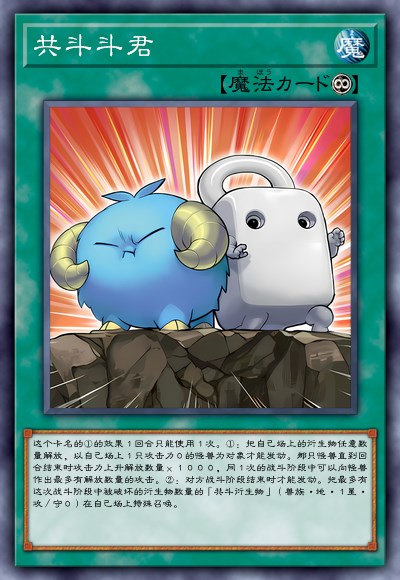 共斗斗君
魔
【魔法カード】
まほう
这个卡名的①的效果1回合只能使用1次。①：把自己场上的衍生物任意数
量解放，以自己场上1只攻击力0的怪兽为对象才能发动。那只怪兽直到回
合结束时攻击力上升解放数量×1000，同1次的战斗阶段中可以向怪兽
作出最多有解放数量的攻击。②：对方战斗阶段结束时才能发动。把最多有
这次战斗阶段中被破坏的衍生物数量的「共斗衍生物」（兽族·地·1星·
攻／守0）在自己场上特殊召唤。